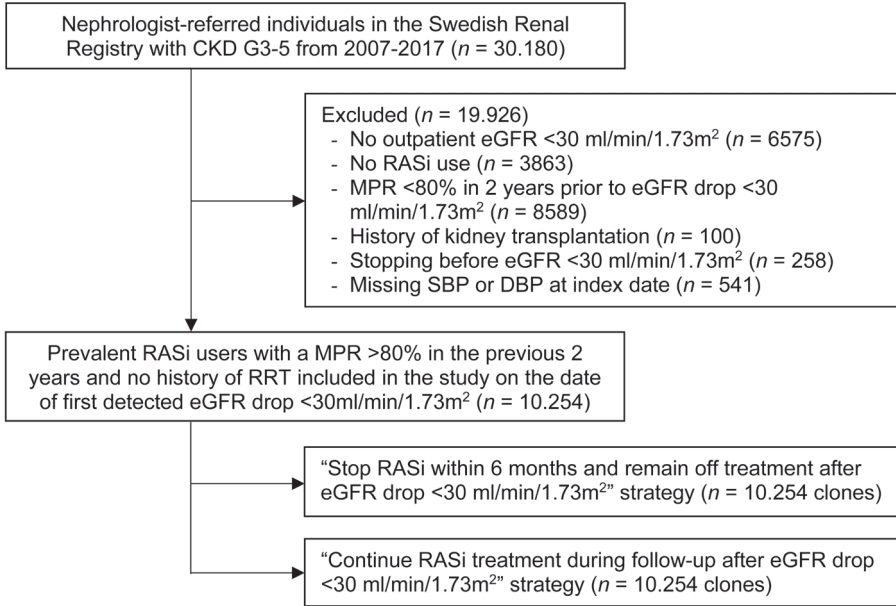 Nephrologist-referred individuals in the Swedish Renal
Registry with CKD G3-5 from 2007-2017 (n = 30.180)
Excluded (n = 19.926)
- No outpatient eGFR <30 ml/min/1.73m² (n = 6575)
- No RASi use (n = 3863)
- MPR <80% in 2 years prior to eGFR drop <30
ml/min/1.73m² (n = 8589)
- History of kidney transplantation (n = 100)
- Stopping before eGFR <30 ml/min/1.73m² (n = 258)
- Missing SBP or DBP at index date (n = 541)
Prevalent RASi users with a MPR >80% in the previous 2
years and no history of RRT included in the study on the date
of first detected eGFR drop <30ml/min/1.73m² (n = 10.254)
“Stop RASi within 6 months and remain off treatment after
eGFR drop <30 ml/min/1.73m²” strategy (n = 10.254 clones)
“Continue RASi treatment during follow-up after eGFR drop
<30 ml/min/1.73m²” strategy (n = 10.254 clones)